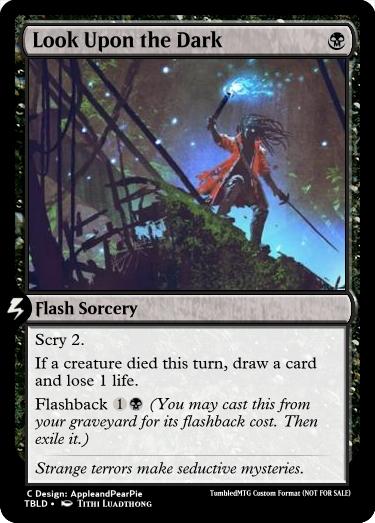 Look Upon the Dark
Flash Sorcery
Scry 2.
If a creature died this turn, draw a card
and lose 1 life.
Flashback 1 (You may cast this from
your graveyard for its flashback cost. Then
exile it.)
Strange terrors make seductive mysteries.
C Design: AppleandPearPie
TumbledMTG Custom Format (NOT FOR SALE)
TBLD • Tithi Luadthong